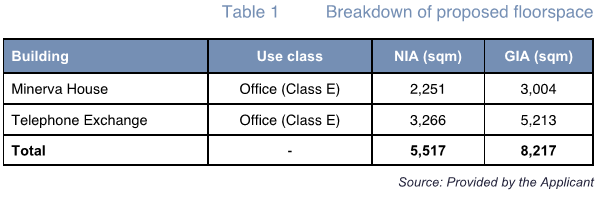 Table 1 Breakdown of proposed floorspace
Building Use class NIA (sqm) GIA (sqm)
Minerva House Office (Class E) 2,251 3,004
Telephone Exchange Office (Class E) 3,266 5,213
Total - 5,517 8,217
Source: Provided by the Applicant